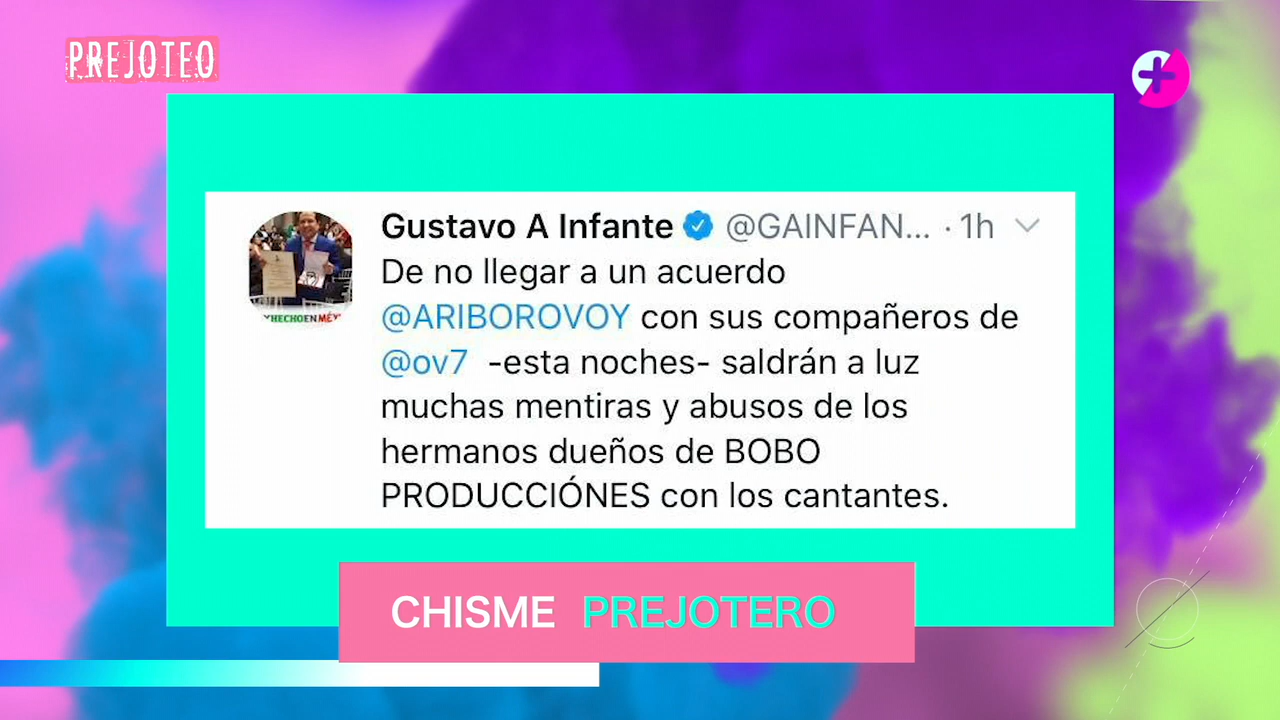 PREJOTEO
Gustavo A Infante @GAINFAN... · 1h
De no llegar a un acuerdo
@ARIBOROVOY con sus compañeros de
@ov7 -esta noches- saldrán a luz
muchas mentiras y abusos de los
hermanos dueños de BOBO
PRODUCCIÓNES con los cantantes.
CHISME PREJOTERO